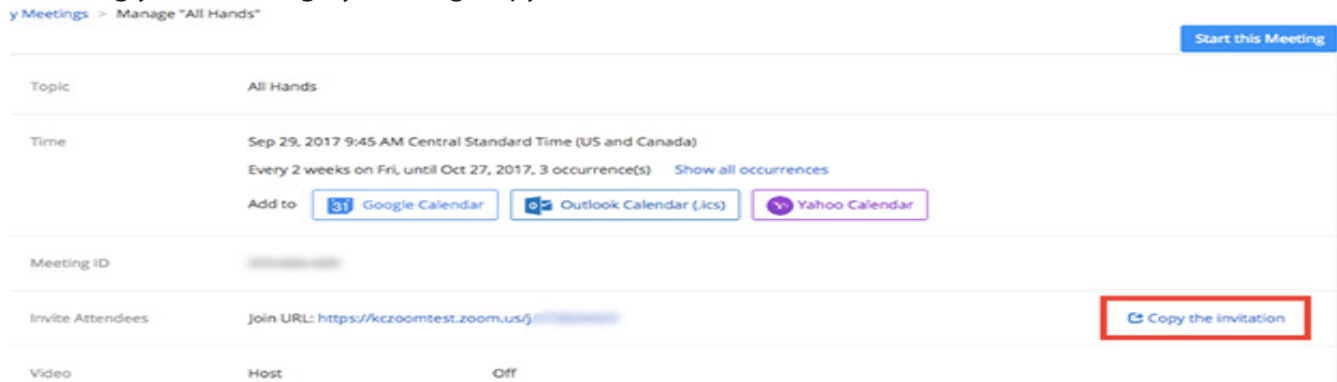 y Meetings > Manage "All Hands"
Start this Meeting
Topic All Hands
Time Sep 29, 2017 9:45 AM Central Standard Time (US and Canada)
Every 2 weeks on Fri, until Oct 27, 2017, 3 occurrence(s) Show all occurrences
Add to 31 Google Calendar Outlook Calendar (.ics) Yahoo Calendar
Meeting ID
Invite Attendees Join URL: https://kczoomtest.zoom.us/j/ Copy the invitation
Video Host Off